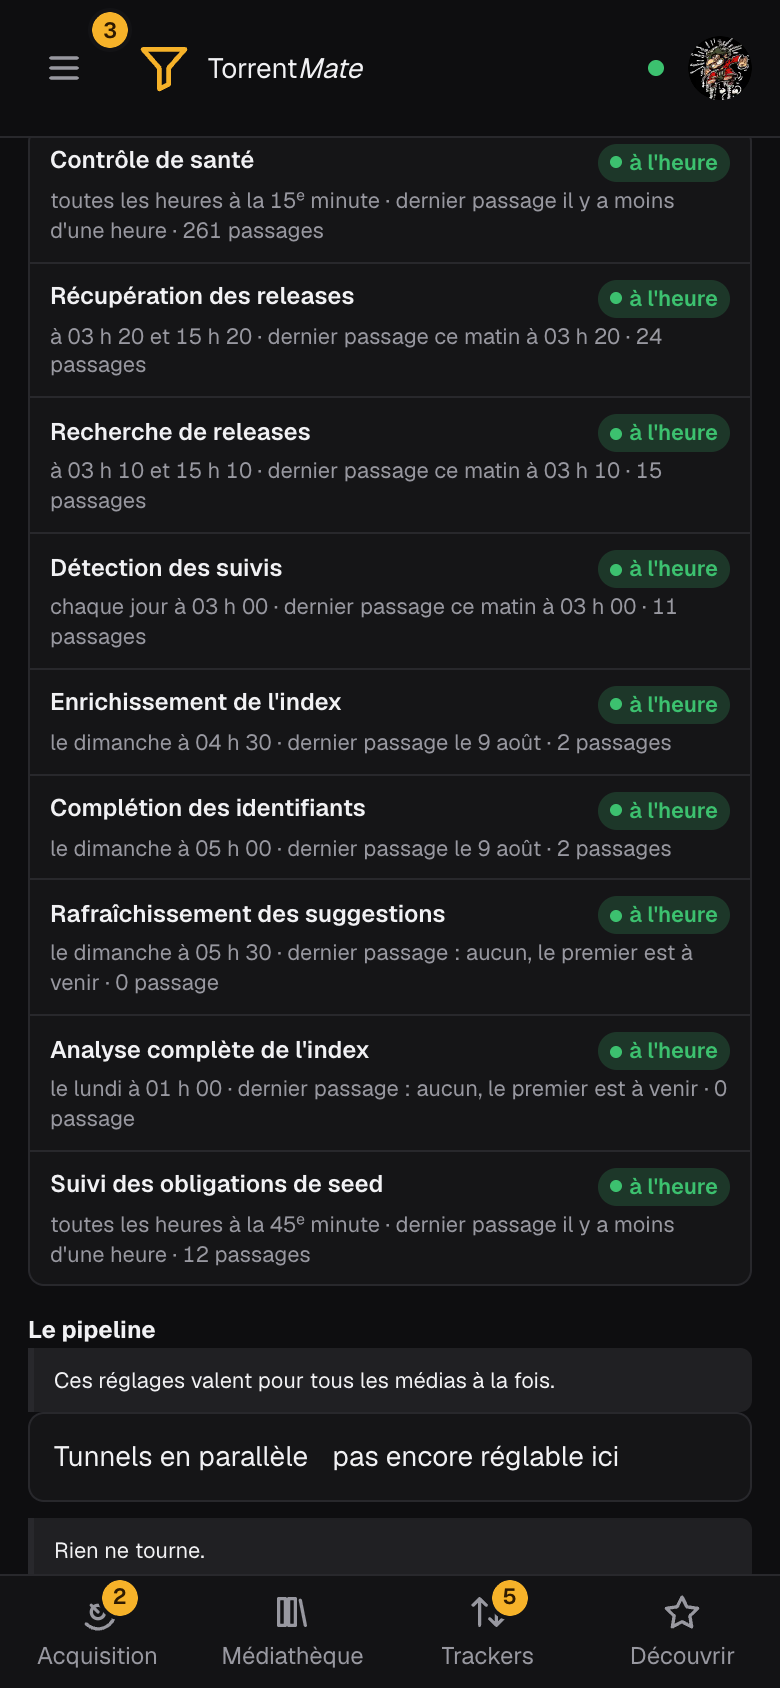 3
TorrentMate
Contrôle de santé
à l'heure
toutes les heures à la 15e minute · dernier passage il y a moins
d'une heure · 261 passages
Récupération des releases
à l'heure
à 03 h 20 et 15 h 20 · dernier passage ce matin à 03 h 20 · 24
passages
Recherche de releases
à l'heure
à 03 h 10 et 15 h 10 · dernier passage ce matin à 03 h 10 · 15
passages
Détection des suivis
à l'heure
chaque jour à 03 h 00 · dernier passage ce matin à 03 h 00 · 11
passages
Enrichissement de l'index
à l'heure
le dimanche à 04 h 30 · dernier passage le 9 août · 2 passages
Complétion des identifiants
à l'heure
le dimanche à 05 h 00 · dernier passage le 9 août · 2 passages
Rafraîchissement des suggestions
à l'heure
le dimanche à 05 h 30 · dernier passage : aucun, le premier est à
venir · 0 passage
Analyse complète de l'index
à l'heure
le lundi à 01 h 00 · dernier passage : aucun, le premier est à venir · 0
passage
Suivi des obligations de seed
à l'heure
toutes les heures à la 45e minute · dernier passage il y a moins
d'une heure · 12 passages
Le pipeline
Ces réglages valent pour tous les médias à la fois.
Tunnels en parallèle pas encore réglable ici
Rien ne tourne.
2
5
Acquisition
Médiathèque
Trackers
Découvrir